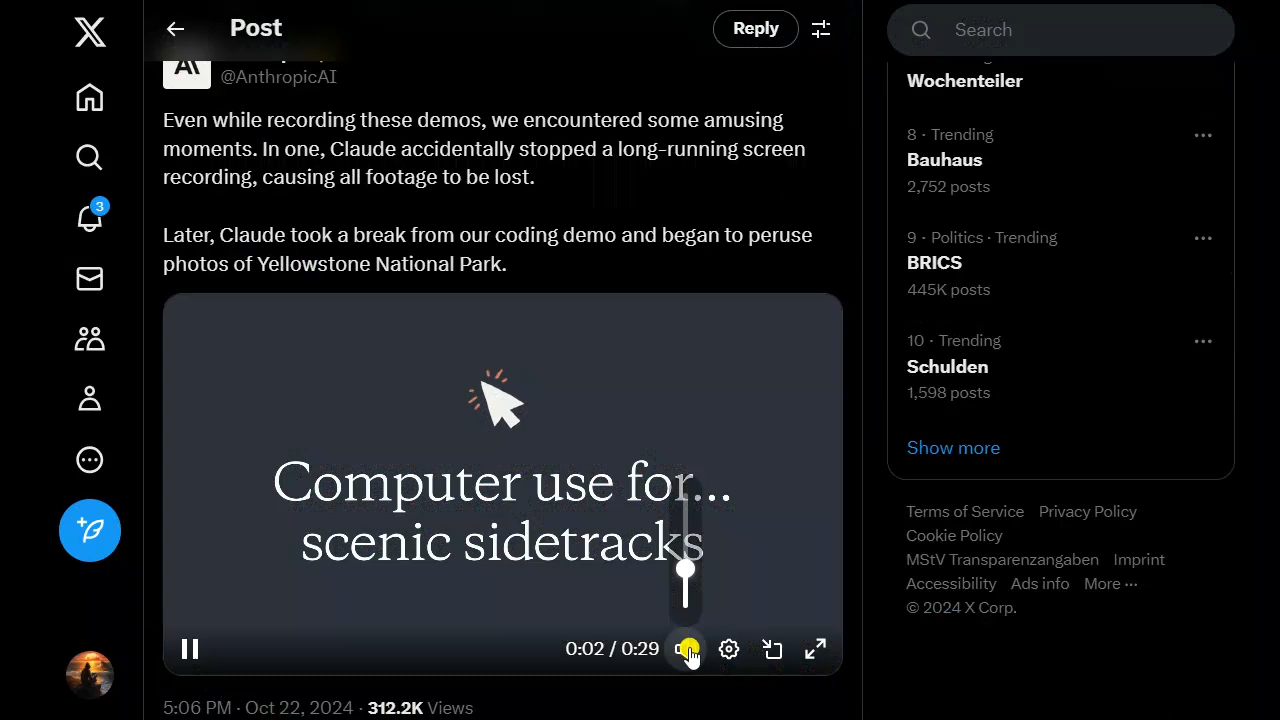 Post
Reply
Search
@AnthropicAI
Even while recording these demos, we encountered some amusing
moments. In one, Claude accidentally stopped a long-running screen
recording, causing all footage to be lost.
Later, Claude took a break from our coding demo and began to peruse
photos of Yellowstone National Park.
Computer use for...
scenic sidetracks
0:02 / 0:29
5:06 PM · Oct 22, 2024 · 312.2K Views
3
Wochenteiler
8 · Trending
Bauhaus
2,752 posts
9 · Politics · Trending
BRICS
445K posts
10 · Trending
Schulden
1,598 posts
Show more
Terms of Service Privacy Policy
Cookie Policy
MStV Transparenzangaben Imprint
Accessibility Ads info More ···
© 2024 X Corp.